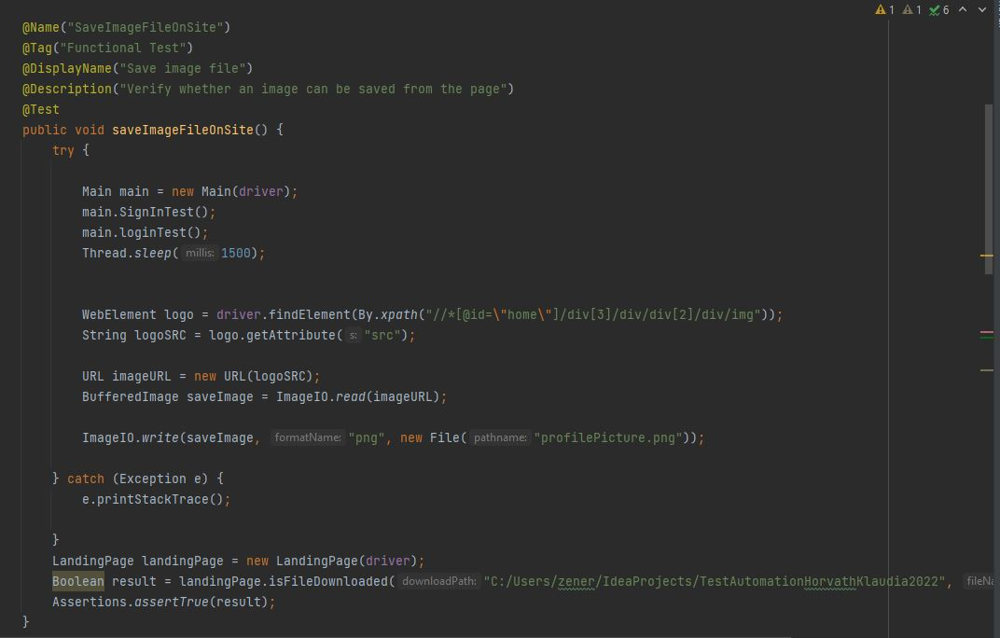 1 1 6
@Name("SaveImageFileOnSite")
@Tag("Functional Test")
@DisplayName("Save image file")
@Description("Verify whether an image can be saved from the page")
@Test
public void saveImageFileOnSite() {
try {
Main main = new Main(driver);
main.SignInTest();
main.loginTest();
Thread.sleep( millis: 1500);
WebElement logo = driver.findElement(By.xpath("//*[@id=\"home\"]/div[3]/div/div[2]/div/img"));
String logoSRC = logo.getAttribute( s: "src");
URL imageURL = new URL(logoSRC);
BufferedImage saveImage = ImageIO.read(imageURL);
ImageIO.write(saveImage, formatName: "png", new File( pathname: "profilePicture.png"));
} catch (Exception e) {
e.printStackTrace();
}
LandingPage landingPage = new LandingPage(driver);
Boolean result = landingPage.isFileDownloaded( downloadPath: "C:/Users/zener/IdeaProjects/TestAutomationHorvathKlaudia2022",
Assertions.assertTrue(result);
}